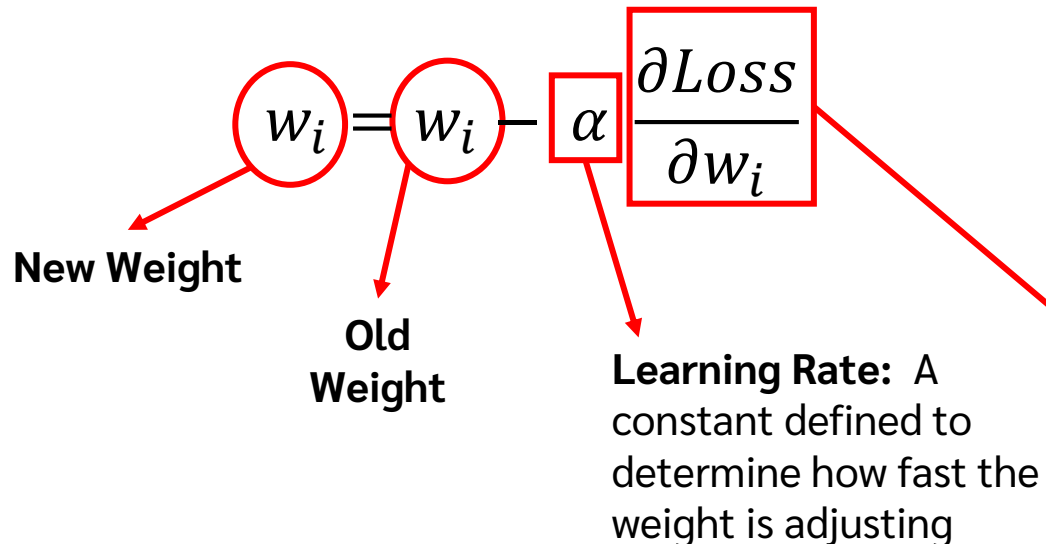 wᵢ = wᵢ − α ∂Loss/∂wᵢ
New Weight
Old
Weight
Learning Rate: A
constant defined to
determine how fast the
weight is adjusting